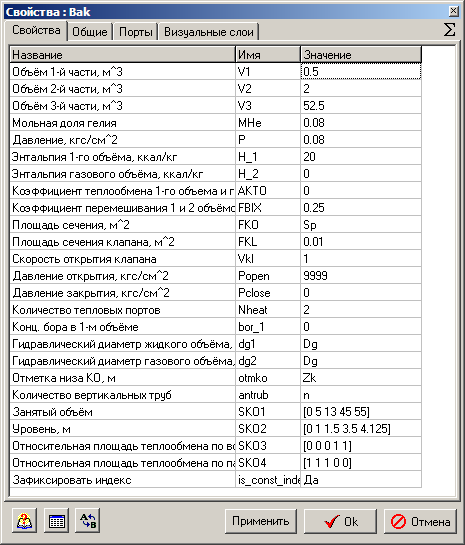 Свойства : Bak
Свойства Общие Порты Визуальные слои Σ
Название Имя Значение
Объём 1-й части, м^3 V1 0.5
Объём 2-й части, м^3 V2 2
Объём 3-й части, м^3 V3 52.5
Мольная доля гелия MHe 0.08
Давление, кгс/см^2 P 0.08
Энтальпия 1-го объёма, ккал/кг H_1 20
Энтальпия газового объёма, ккал/кг H_2 0
Коэффициент теплообмена 1-го объема и г AKTO 0
Коэффициент перемешивания 1 и 2 объёмо FBIX 0.25
Площадь сечения, м^2 FKO Sp
Площадь сечения клапана, м^2 FKL 0.01
Скорость открытия клапана Vkl 1
Давление открытия, кгс/см^2 Popen 9999
Давление закрытия, кгс/см^2 Pclose 0
Количество тепловых портов Nheat 2
Конц. бора в 1-м объёме bor_1 0
Гидравлический диаметр жидкого объёма, dg1 Dg
Гидравлический диаметр газового объёма, dg2 Dg
Отметка низа КО, м otmko Zk
Количество вертикальных труб antrub n
Занятый объём SKO1 [0 5 13 45 55]
Уровень, м SKO2 [0 1 1.5 3.5 4.125]
Относительная площадь теплообмена по во SKO3 [0 0 0 1 1]
Относительная площадь теплообмена по па SKO4 [1 1 1 0 0]
Зафиксировать индекс is_const_inde Да
Применить Ok Отмена